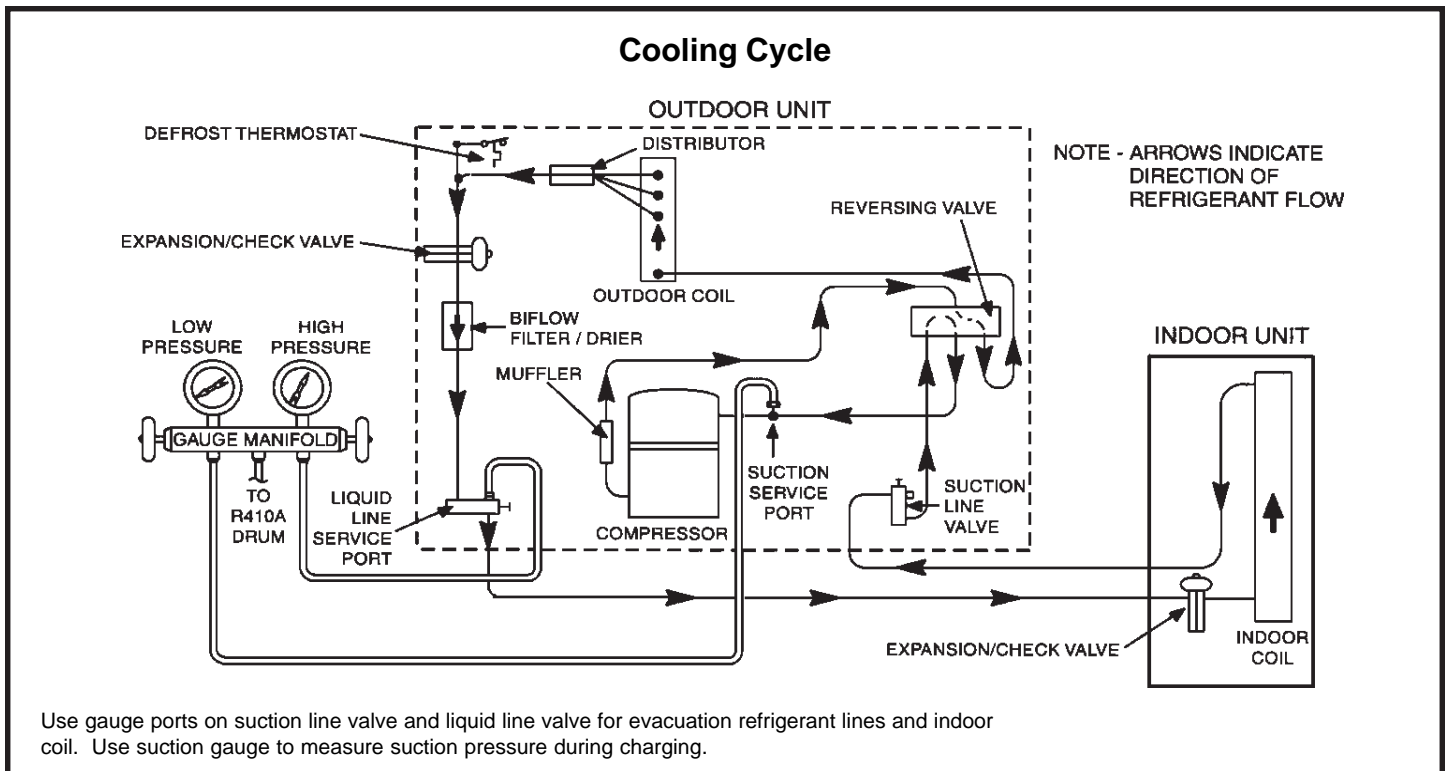 Cooling Cycle
OUTDOOR UNIT
DEFROST THERMOSTAT
DISTRIBUTOR
NOTE - ARROWS INDICATE
DIRECTION OF
REFRIGERANT FLOW
REVERSING VALVE
EXPANSION/CHECK VALVE
OUTDOOR COIL
BIFLOW
FILTER / DRIER
LOW
PRESSURE
HIGH
PRESSURE
INDOOR UNIT
MUFFLER
GAUGE MANIFOLD
TO
R410A
DRUM
LIQUID
LINE
SERVICE
PORT
COMPRESSOR
SUCTION
SERVICE
PORT
SUCTION
LINE
VALVE
EXPANSION/CHECK VALVE
INDOOR
COIL
Use gauge ports on suction line valve and liquid line valve for evacuation refrigerant lines and indoor
coil. Use suction gauge to measure suction pressure during charging.